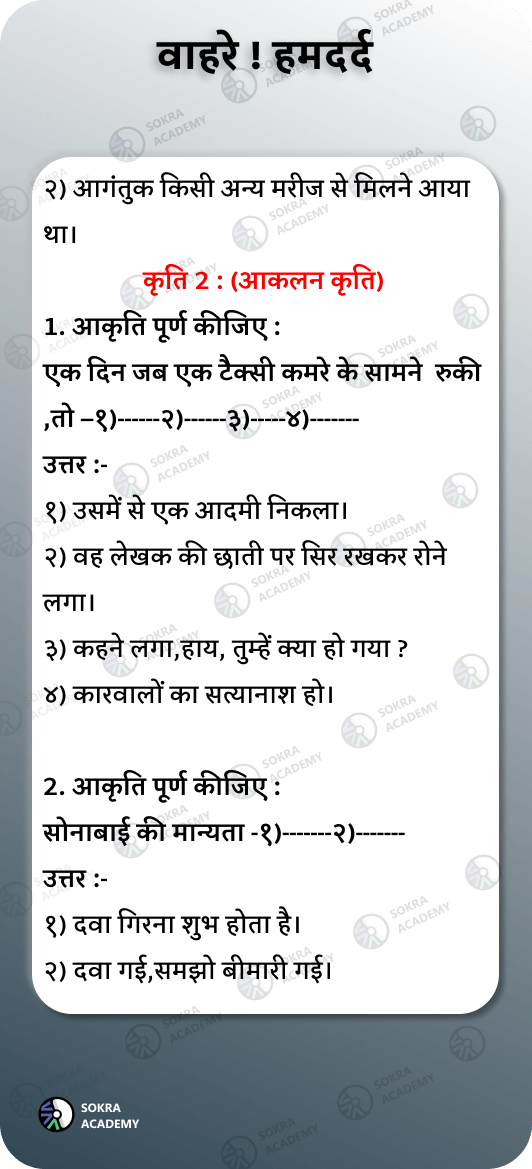 वाहरे ! हमदर्द
२) आगंतुक किसी अन्य मरीज से मिलने आया
था।
कृति 2 : (आकलन कृति)
1. आकृति पूर्ण कीजिए :
एक दिन जब एक टैक्सी कमरे के सामने रुकी
,तो –१)------२)------३)-----४)-------
उत्तर :-
१) उसमें से एक आदमी निकला।
२) वह लेखक की छाती पर सिर रखकर रोने
लगा।
३) कहने लगा,हाय, तुम्हें क्या हो गया ?
४) कारवालों का सत्यानाश हो।
2. आकृति पूर्ण कीजिए :
सोनाबाई की मान्यता -१)-------२)-------
उत्तर :-
१) दवा गिरना शुभ होता है।
२) दवा गई,समझो बीमारी गई।
SOKRA
ACADEMY